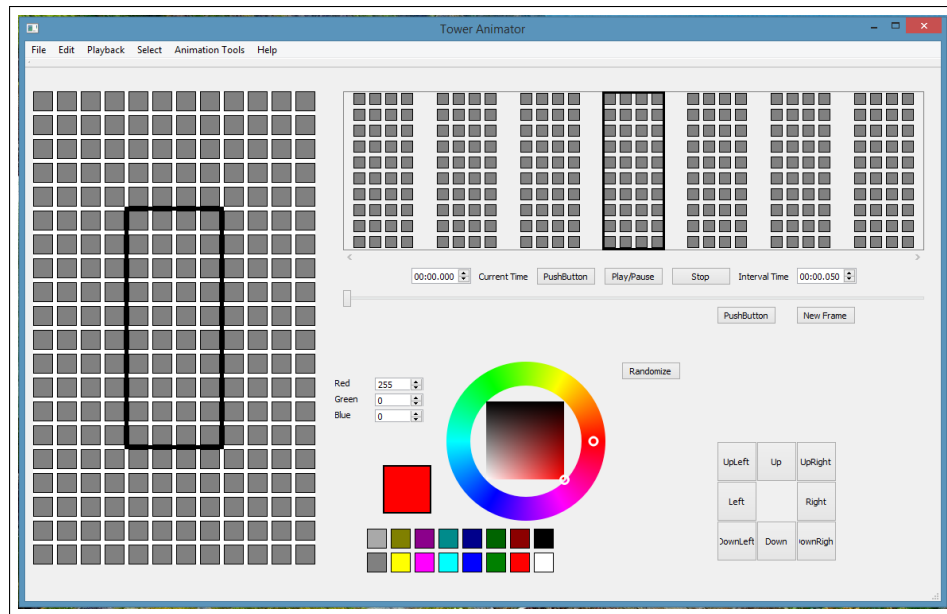 Tower Animator
File Edit Playback Select Animation Tools Help
00:00.000 Current Time PushButton Play/Pause Stop Interval Time 00:00.050
PushButton New Frame
Randomize
Red 255
Green 0
Blue 0
UpLeft Up UpRight
Left Right
DownLeft Down ownRigh